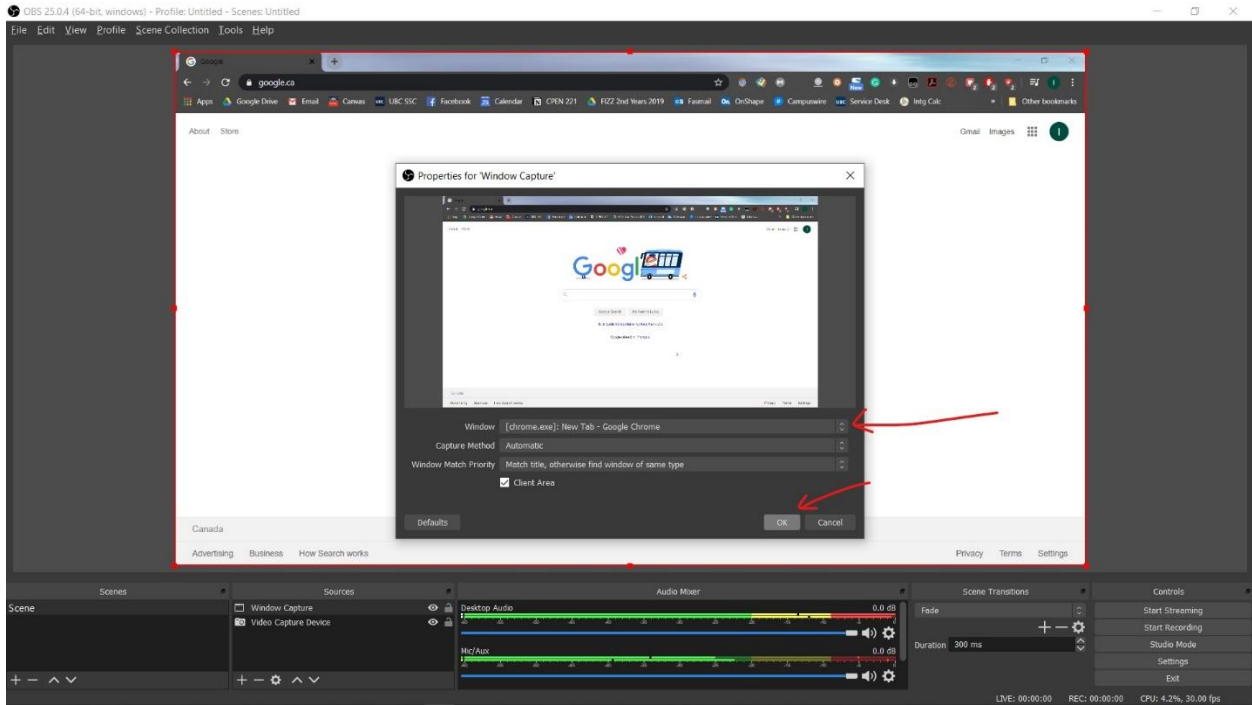 OBS 25.0.4 (64-bit, windows) - Profile: Untitled - Scenes: Untitled
File Edit View Profile Scene Collection Tools Help
Google
google.ca
Apps Google Drive Email Canvas UBC SSC Facebook Calendar CPEN 221 FIZZ 2nd Years 2019 Fasmail OnShape Campuswire Service Desk Intg Calc » Other bookmarks
About Store Gmail Images I
Properties for 'Window Capture'
Googl
Window [chrome.exe]: New Tab - Google Chrome
Capture Method Automatic
Window Match Priority Match title, otherwise find window of same type
Client Area
Defaults OK Cancel
Canada
Advertising Business How Search works Privacy Terms Settings
Scenes Sources Audio Mixer Scene Transitions Controls
Scene Window Capture Desktop Audio 0.0 dB Fade Start Streaming
Video Capture Device Start Recording
Mic/Aux 0.0 dB Duration 300 ms Studio Mode
Settings
Exit
LIVE: 00:00:00 REC: 00:00:00 CPU: 4.2%, 30.00 fps